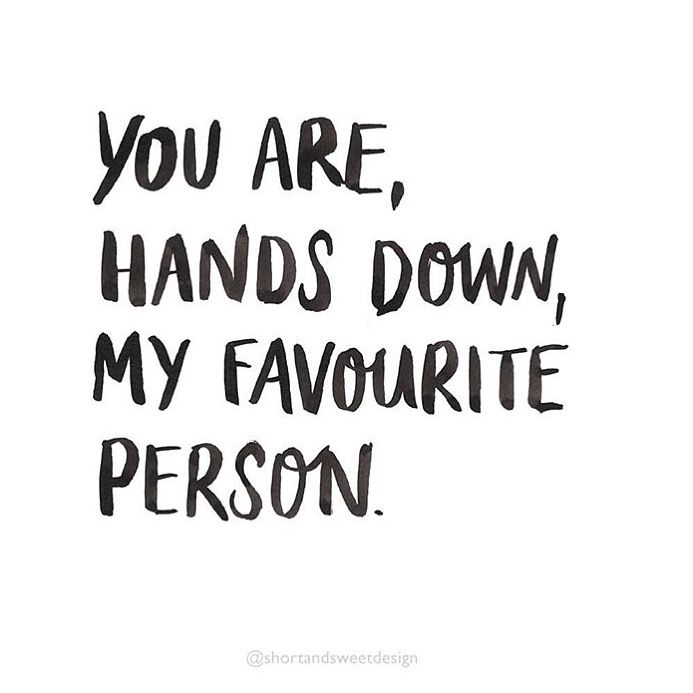 YOU ARE,
HANDS DOWN,
MY FAVOURITE
PERSON.
@shortandsweetdesign